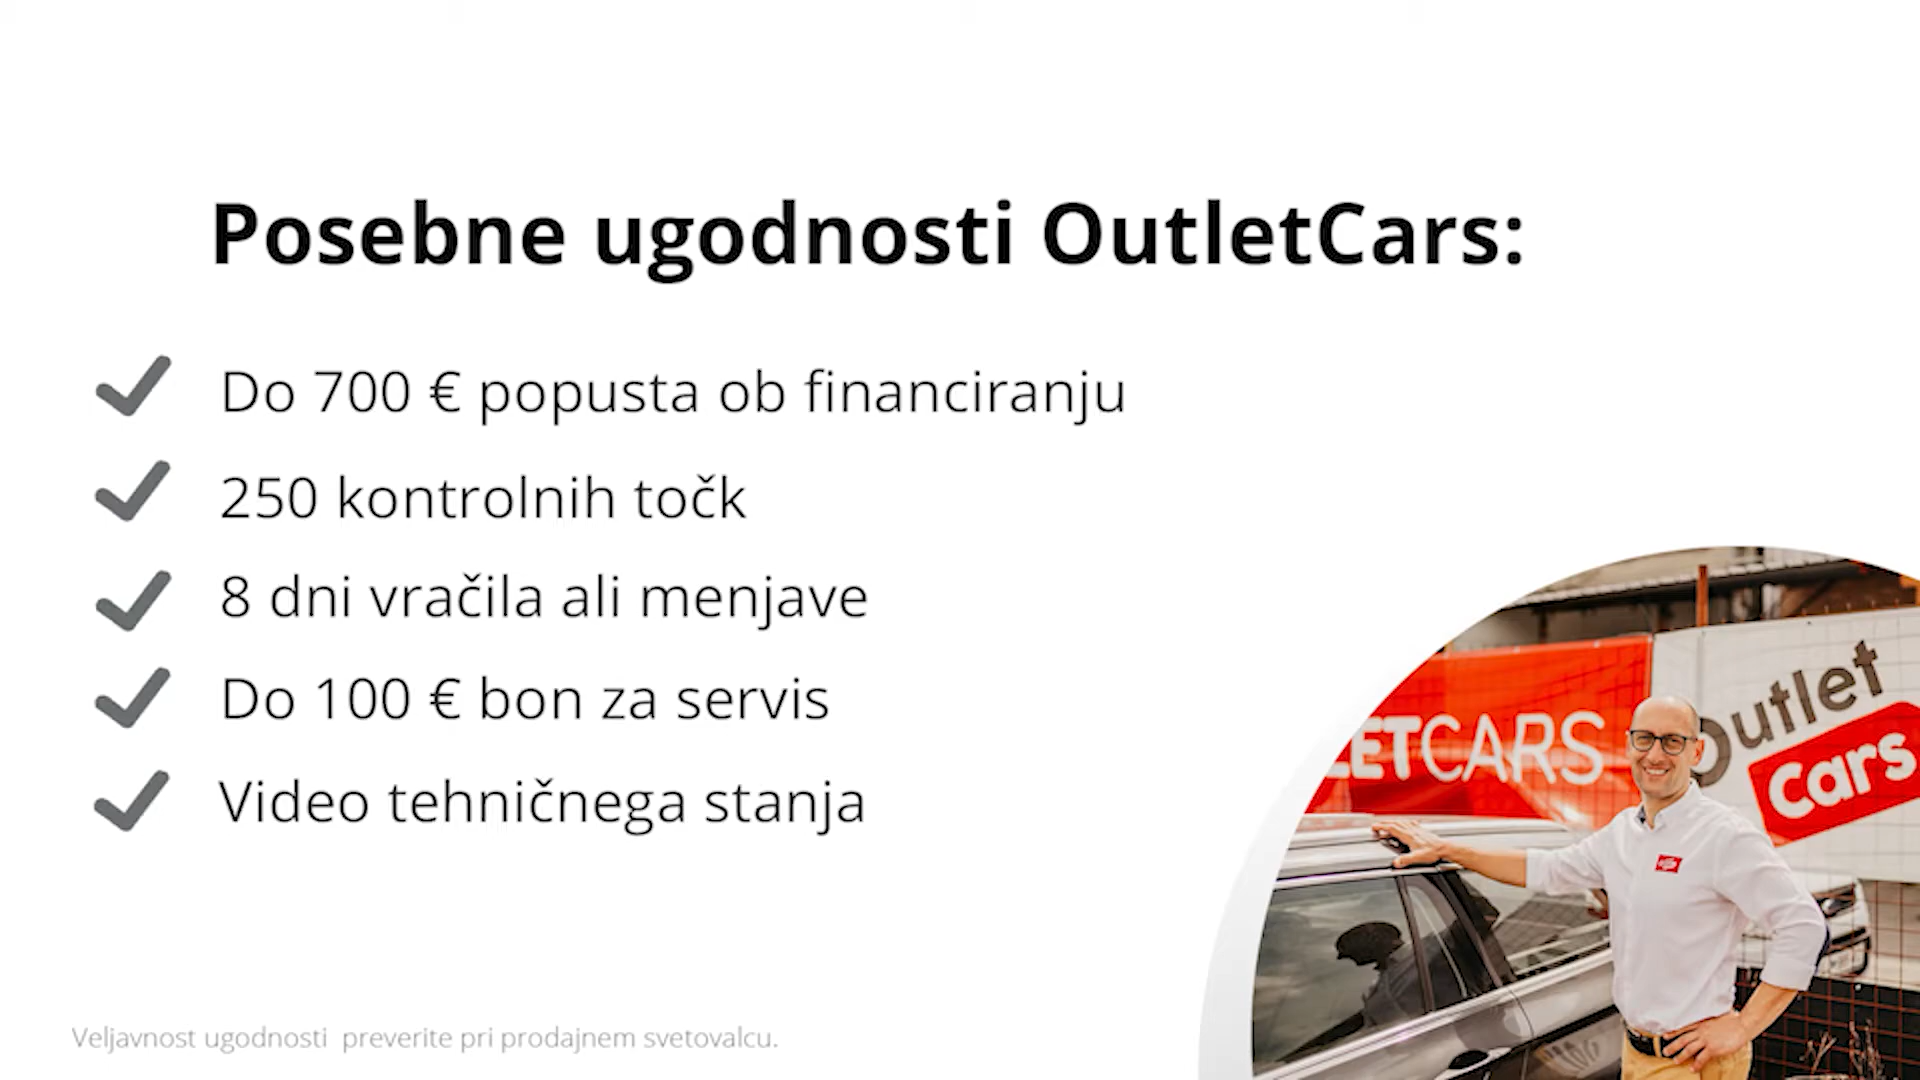 Posebne ugodnosti OutletCars:
Do 700 € popusta ob financiranju
250 kontrolnih točk
8 dni vračila ali menjave
Do 100 € bon za servis
Video tehničnega stanja
LETCARS
Outlet
Cars
Veljavnost ugodnosti  preverite pri prodajnem svetovalcu.